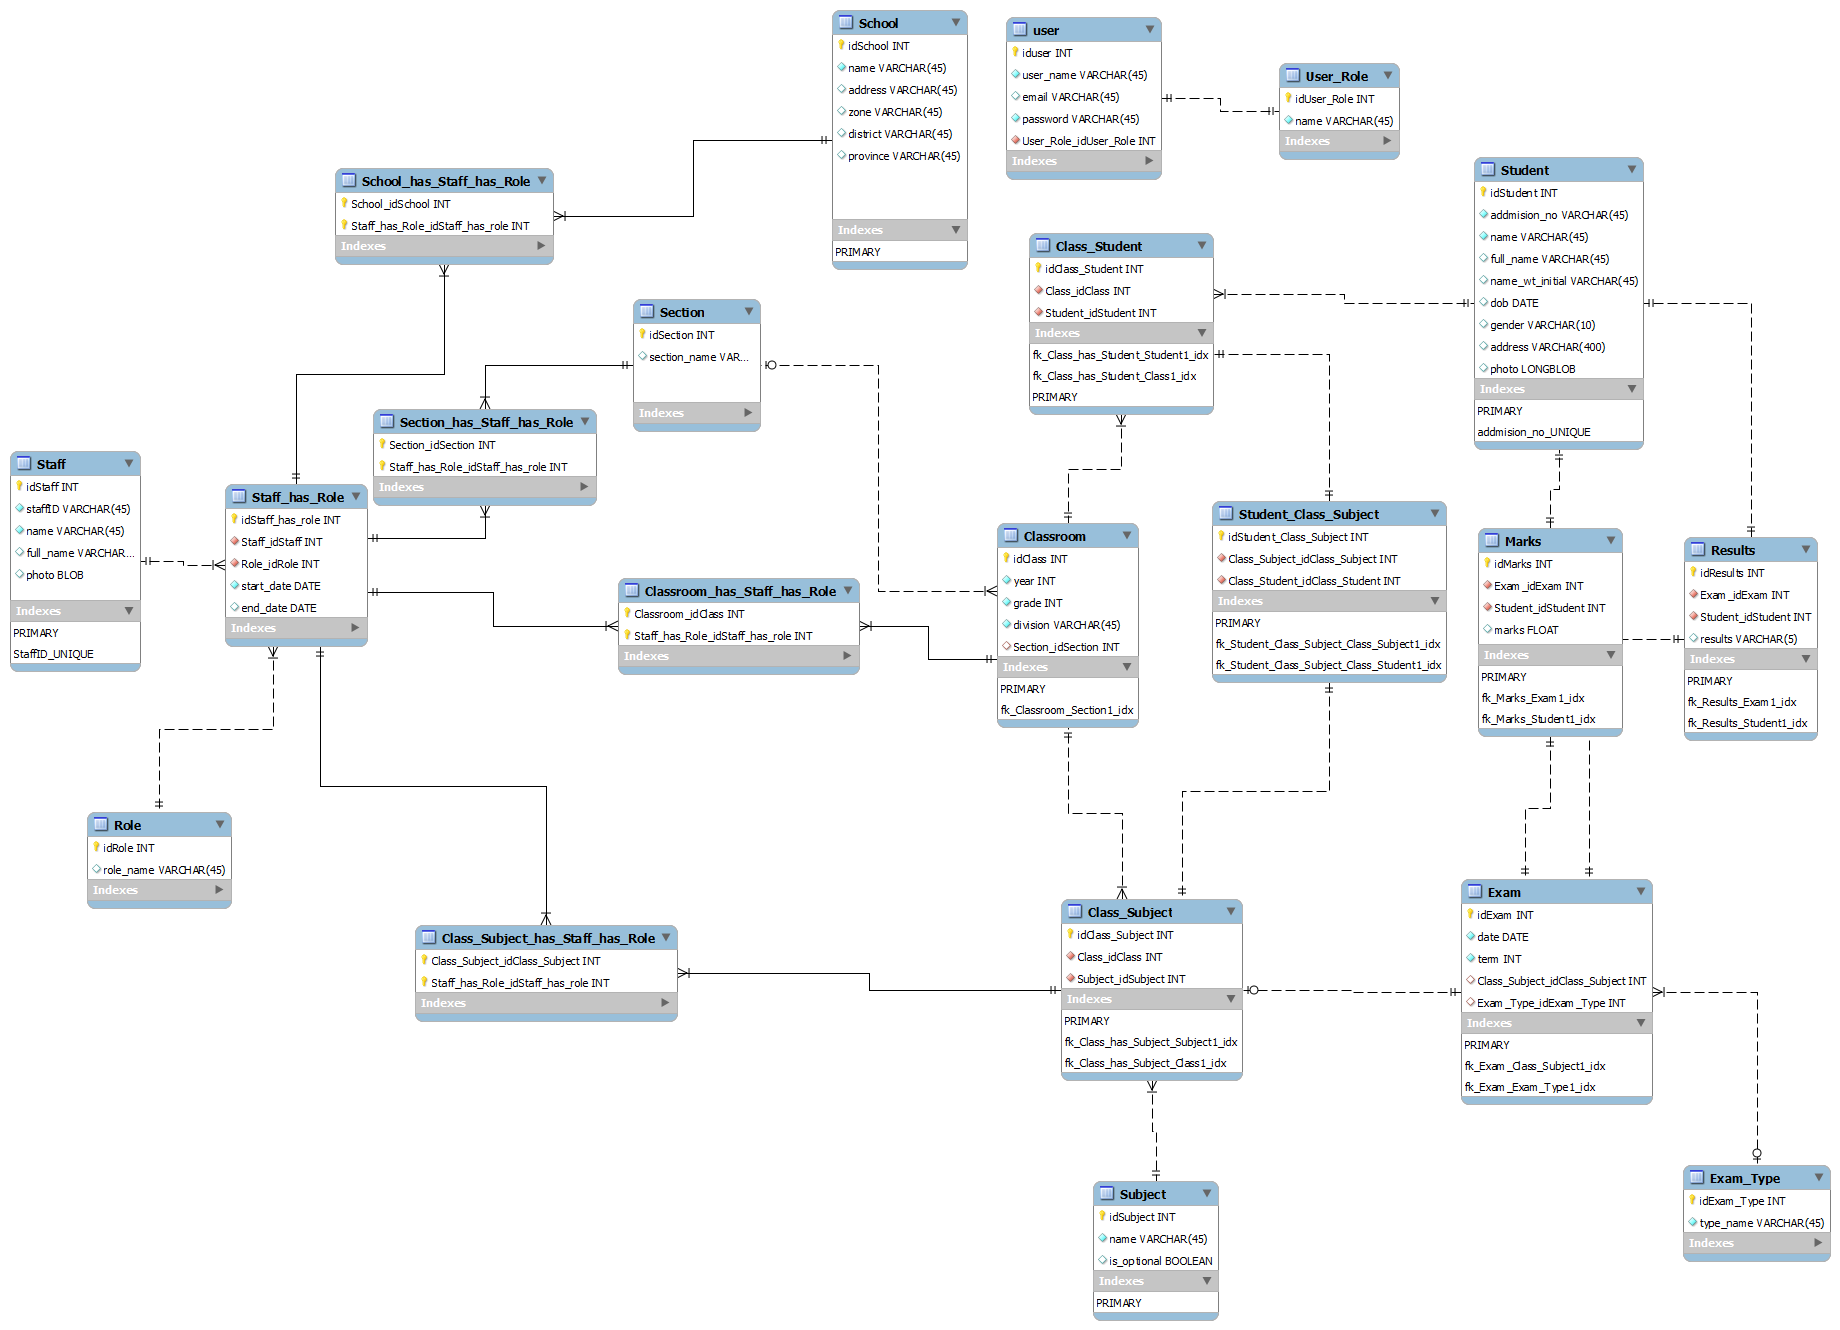 School
idSchool INT
name VARCHAR(45)
address VARCHAR(45)
zone VARCHAR(45)
district VARCHAR(45)
province VARCHAR(45)
Indexes
PRIMARY
user
iduser INT
user_name VARCHAR(45)
email VARCHAR(45)
password VARCHAR(45)
User_Role_idUser_Role INT
Indexes
User_Role
idUser_Role INT
name VARCHAR(45)
Indexes
School_has_Staff_has_Role
School_idSchool INT
Staff_has_Role_idStaff_has_role INT
Indexes
Student
idStudent INT
addmision_no VARCHAR(45)
name VARCHAR(45)
full_name VARCHAR(45)
name_wt_initial VARCHAR(45)
dob DATE
gender VARCHAR(10)
address VARCHAR(400)
photo LONGBLOB
Indexes
PRIMARY
addmision_no_UNIQUE
Class_Student
idClass_Student INT
Class_idClass INT
Student_idStudent INT
Indexes
fk_Class_has_Student_Student1_idx
fk_Class_has_Student_Class1_idx
PRIMARY
Section
idSection INT
section_name VAR...
Indexes
Section_has_Staff_has_Role
Section_idSection INT
Staff_has_Role_idStaff_has_role INT
Indexes
Staff
idStaff INT
staffID VARCHAR(45)
name VARCHAR(45)
full_name VARCHAR...
photo BLOB
Indexes
PRIMARY
StaffID_UNIQUE
Staff_has_Role
idStaff_has_role INT
Staff_idStaff INT
Role_idRole INT
start_date DATE
end_date DATE
Indexes
Classroom_has_Staff_has_Role
Classroom_idClass INT
Staff_has_Role_idStaff_has_role INT
Indexes
Classroom
idClass INT
year INT
grade INT
division VARCHAR(45)
Section_idSection INT
Indexes
PRIMARY
fk_Classroom_Section1_idx
Student_Class_Subject
idStudent_Class_Subject INT
Class_Subject_idClass_Subject INT
Class_Student_idClass_Student INT
Indexes
PRIMARY
fk_Student_Class_Subject_Class_Subject1_idx
fk_Student_Class_Subject_Class_Student1_idx
Marks
idMarks INT
Exam_idExam INT
Student_idStudent INT
marks FLOAT
Indexes
PRIMARY
fk_Marks_Exam1_idx
fk_Marks_Student1_idx
Results
idResults INT
Exam_idExam INT
Student_idStudent INT
results VARCHAR(5)
Indexes
PRIMARY
fk_Results_Exam1_idx
fk_Results_Student1_idx
Role
idRole INT
role_name VARCHAR(45)
Indexes
Class_Subject_has_Staff_has_Role
Class_Subject_idClass_Subject INT
Staff_has_Role_idStaff_has_role INT
Indexes
Class_Subject
idClass_Subject INT
Class_idClass INT
Subject_idSubject INT
Indexes
PRIMARY
fk_Class_has_Subject_Subject1_idx
fk_Class_has_Subject_Class1_idx
Exam
idExam INT
date DATE
term INT
Class_Subject_idClass_Subject INT
Exam_Type_idExam_Type INT
Indexes
PRIMARY
fk_Exam_Class_Subject1_idx
fk_Exam_Exam_Type1_idx
Subject
idSubject INT
name VARCHAR(45)
is_optional BOOLEAN
Indexes
PRIMARY
Exam_Type
idExam_Type INT
type_name VARCHAR(45)
Indexes